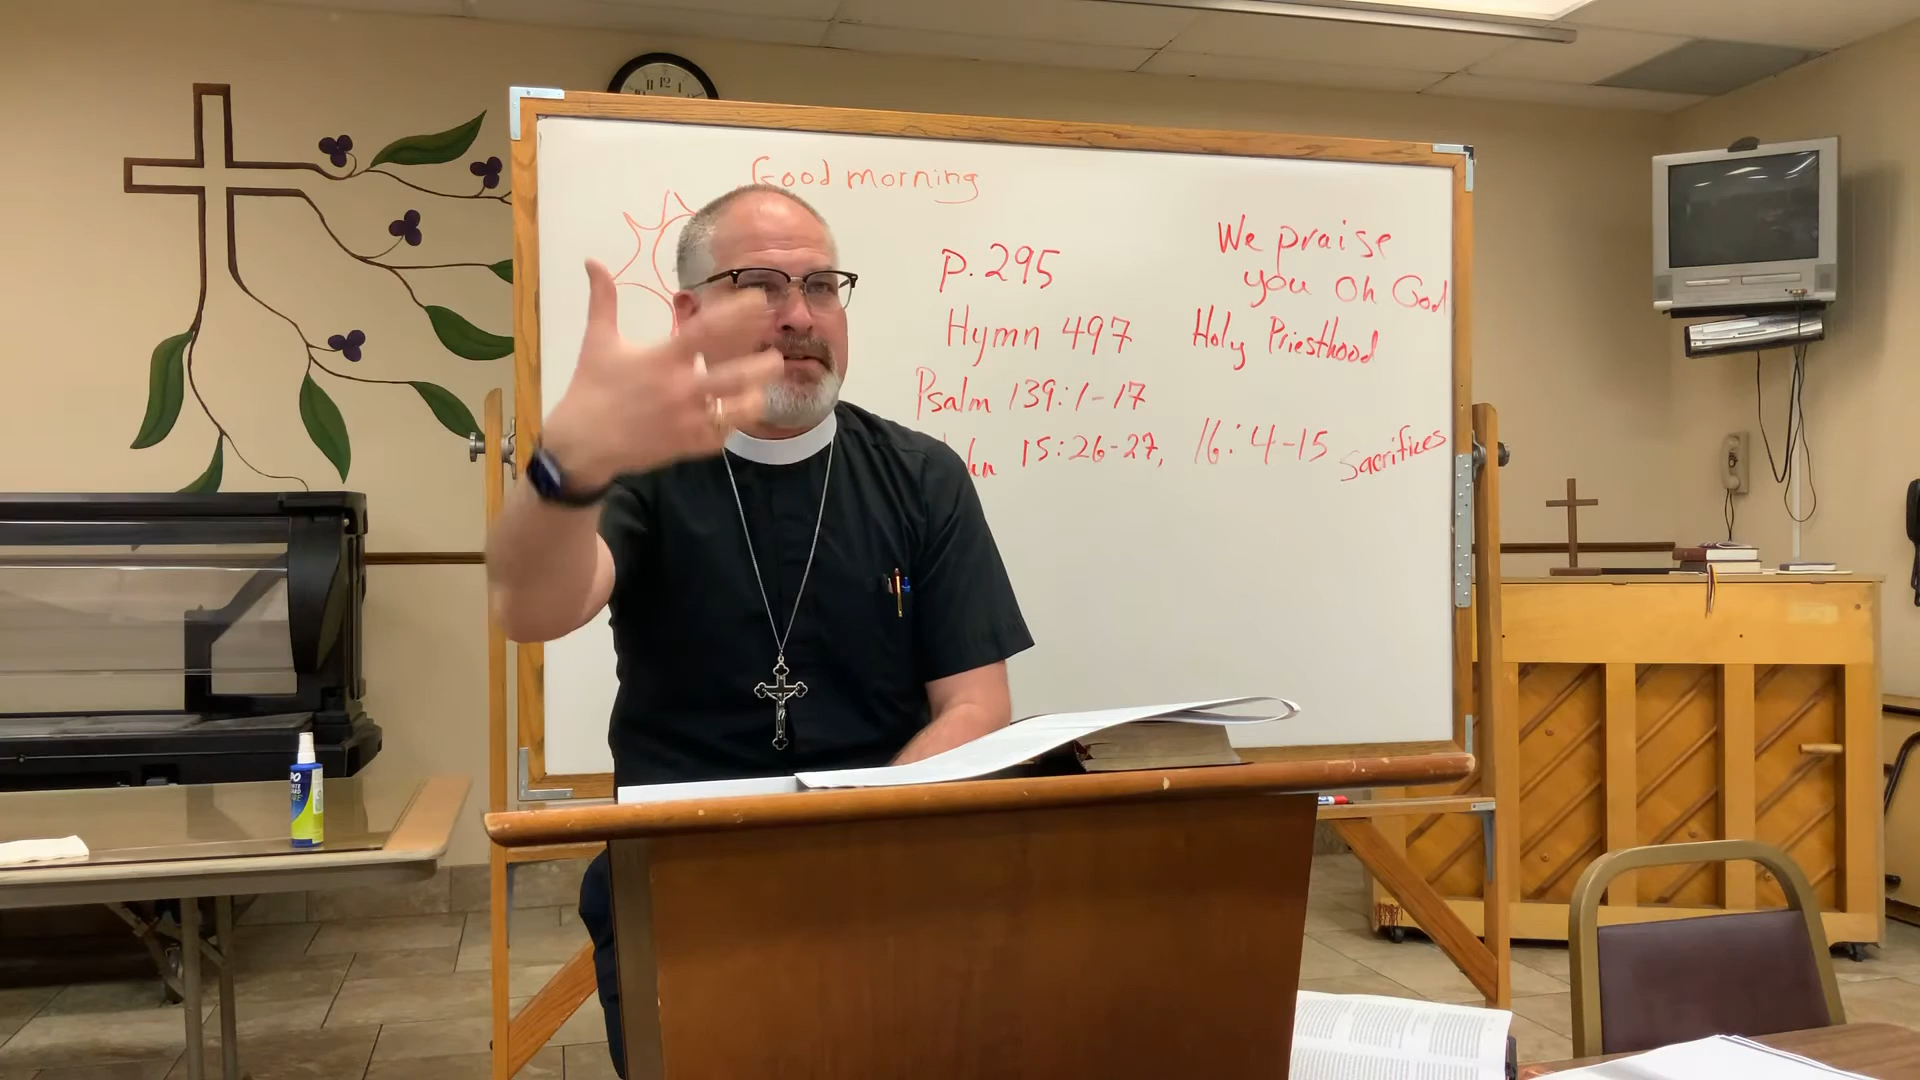 Good morning
We praise
you Oh God
p. 295
Hymn 497
Holy Priesthood
Psalm 139:1-17
15:26-27, 16:4-15 Sacrifices
12